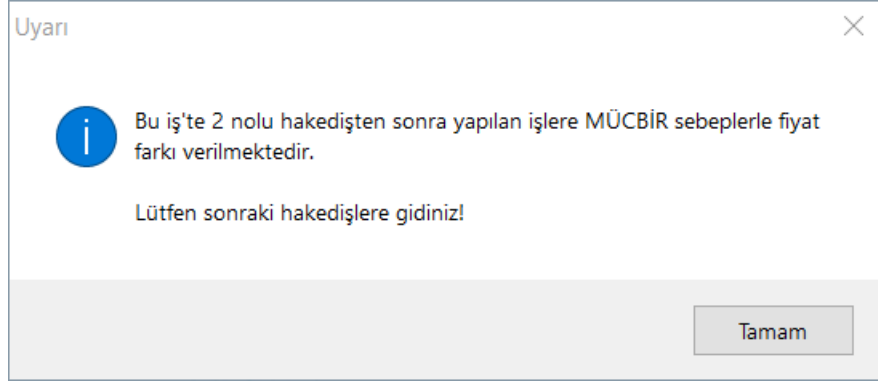 Uyarı
Bu iş'te 2 nolu hakedişten sonra yapılan işlere MÜCBİR sebeplerle fiyat
farkı verilmektedir.
Lütfen sonraki hakedişlere gidiniz!
Tamam